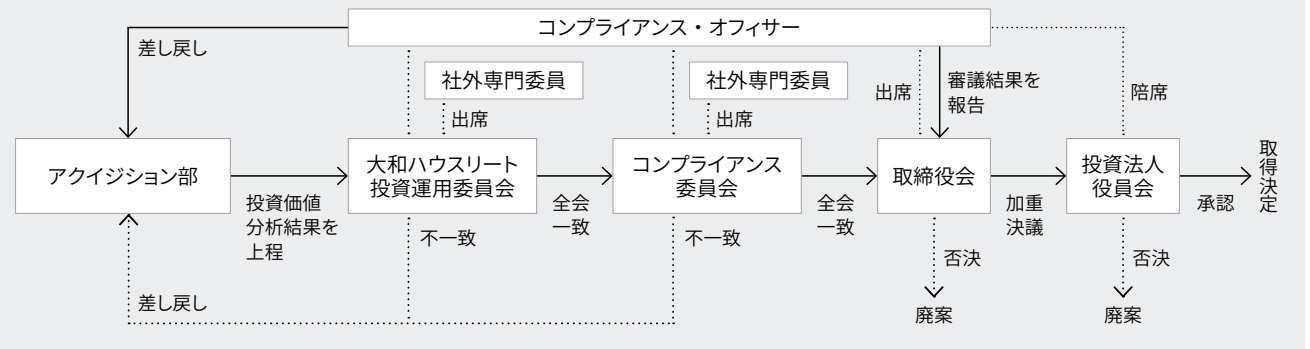 コンプライアンス・オフィサー
差し戻し
社外専門委員
出席
社外専門委員
出席
出席
審議結果を
報告
陪席
アクイジション部
投資価値
分析結果を
上程
大和ハウスリート
投資運用委員会
全会
一致
不一致
コンプライアンス
委員会
全会
一致
不一致
取締役会
加重
決議
否決
廃案
投資法人
役員会
承認
否決
廃案
取得決定
差し戻し